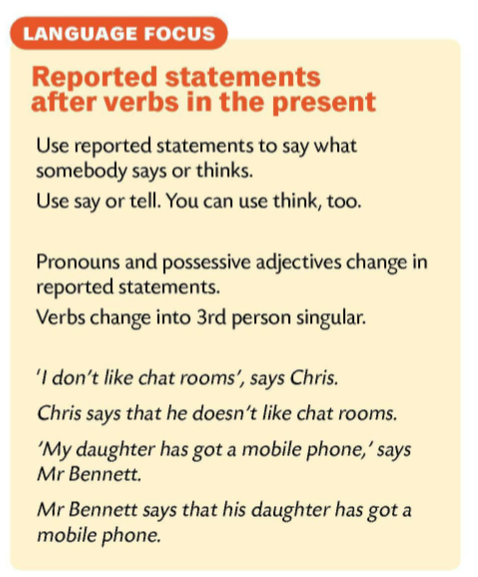 LANGUAGE FOCUS
Reported statements
after verbs in the present
Use reported statements to say what
somebody says or thinks.
Use say or tell. You can use think, too.
Pronouns and possessive adjectives change in
reported statements.
Verbs change into 3rd person singular.
‘I don’t like chat rooms’, says Chris.
Chris says that he doesn’t like chat rooms.
‘My daughter has got a mobile phone,’ says
Mr Bennett.
Mr Bennett says that his daughter has got a
mobile phone.